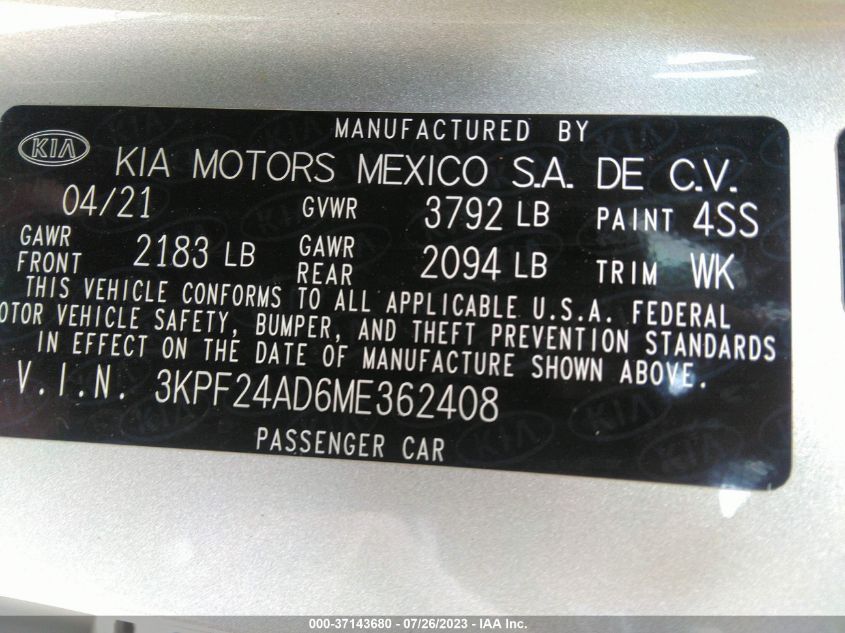 MANUFACTURED BY
KIA KIA MOTORS MEXICO S.A. DE C.V.
04/21 GVWR 3792 LB PAINT 4SS
GAWR FRONT 2183 LB GAWR REAR 2094 LB TRIM WK
THIS VEHICLE CONFORMS TO ALL APPLICABLE U.S.A. FEDERAL
OTOR VEHICLE SAFETY, BUMPER, AND THEFT PREVENTION STANDARDS
IN EFFECT ON THE DATE OF MANUFACTURE SHOWN ABOVE.
V.I.N. 3KPF24AD6ME362408
PASSENGER CAR
000-37143680 - 07/26/2023 - IAA Inc.